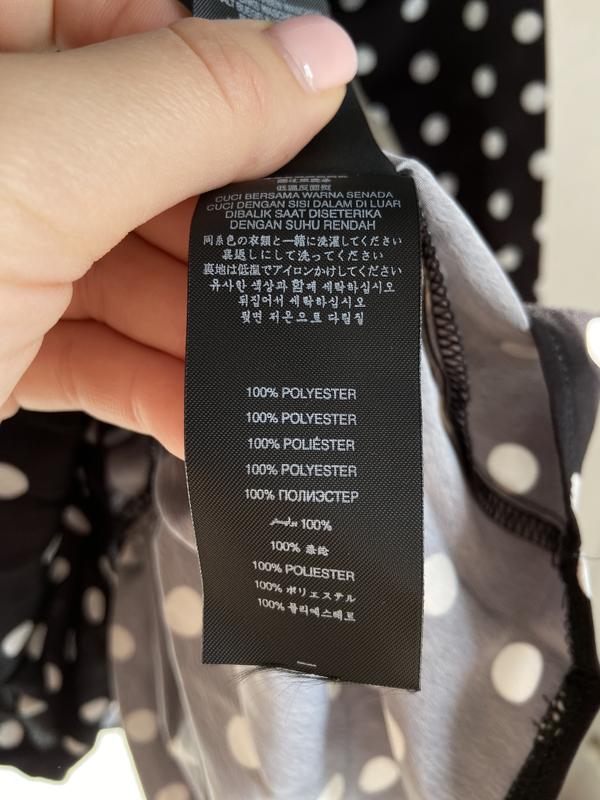 低溫反面熨
CUCI BERSAMA WARNA SENADA
CUCI DENGAN SISI DALAM DI LUAR
DIBALIK SAAT DISETERIKA
DENGAN SUHU RENDAH
同系色の衣類と一緒に洗濯してください
裏返しにして洗ってください
裏地は低温でアイロンかけしてください
유사한 색상과 함께 세탁하십시오
뒤집어서 세탁하십시오
뒷면 저온으로 다림질
100% POLYESTER
100% POLYESTER
100% POLIÉSTER
100% POLYESTER
100% ПОЛИЭСТЕР
100% بوليستر
100%
100% POLIESTER
100% ポリエステル
100% 폴리에스테르